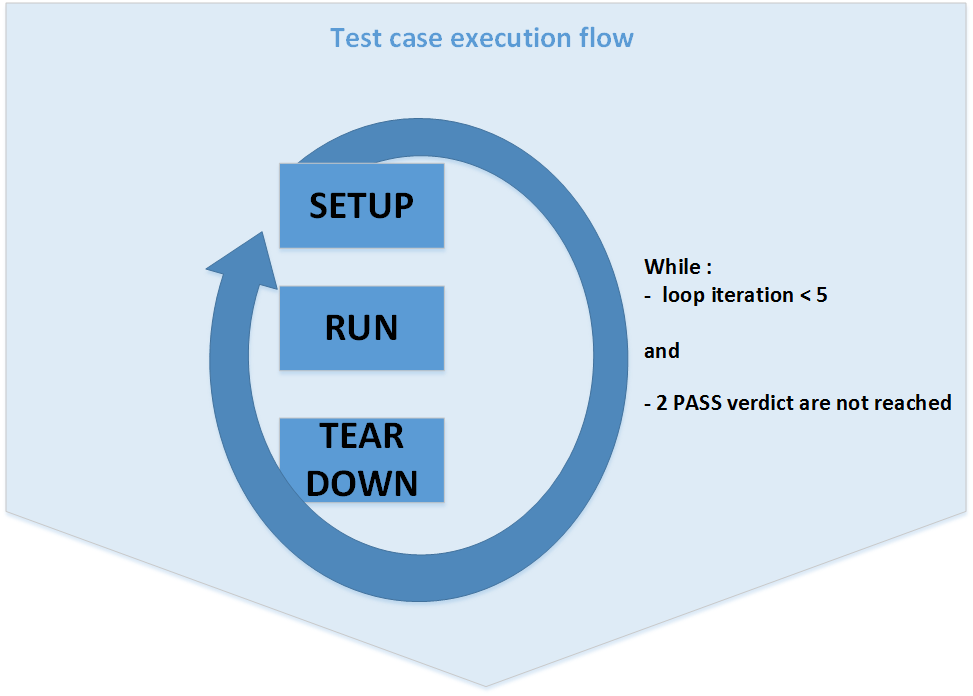 Test case execution flow
SETUP
RUN
TEAR
DOWN
While :
- loop iteration < 5
and
- 2 PASS verdict are not reached